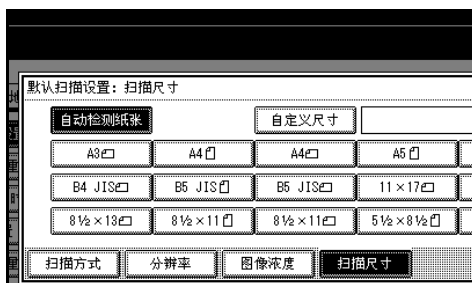 默认扫描设置：扫描尺寸
自动检测纸张 自定义尺寸
A3 A4 A4 A5
B4 JIS B5 JIS B5 JIS 11×17
8½×13 8½×11 8½×11 5½×8½
扫描方式 分辨率 图像浓度 扫描尺寸